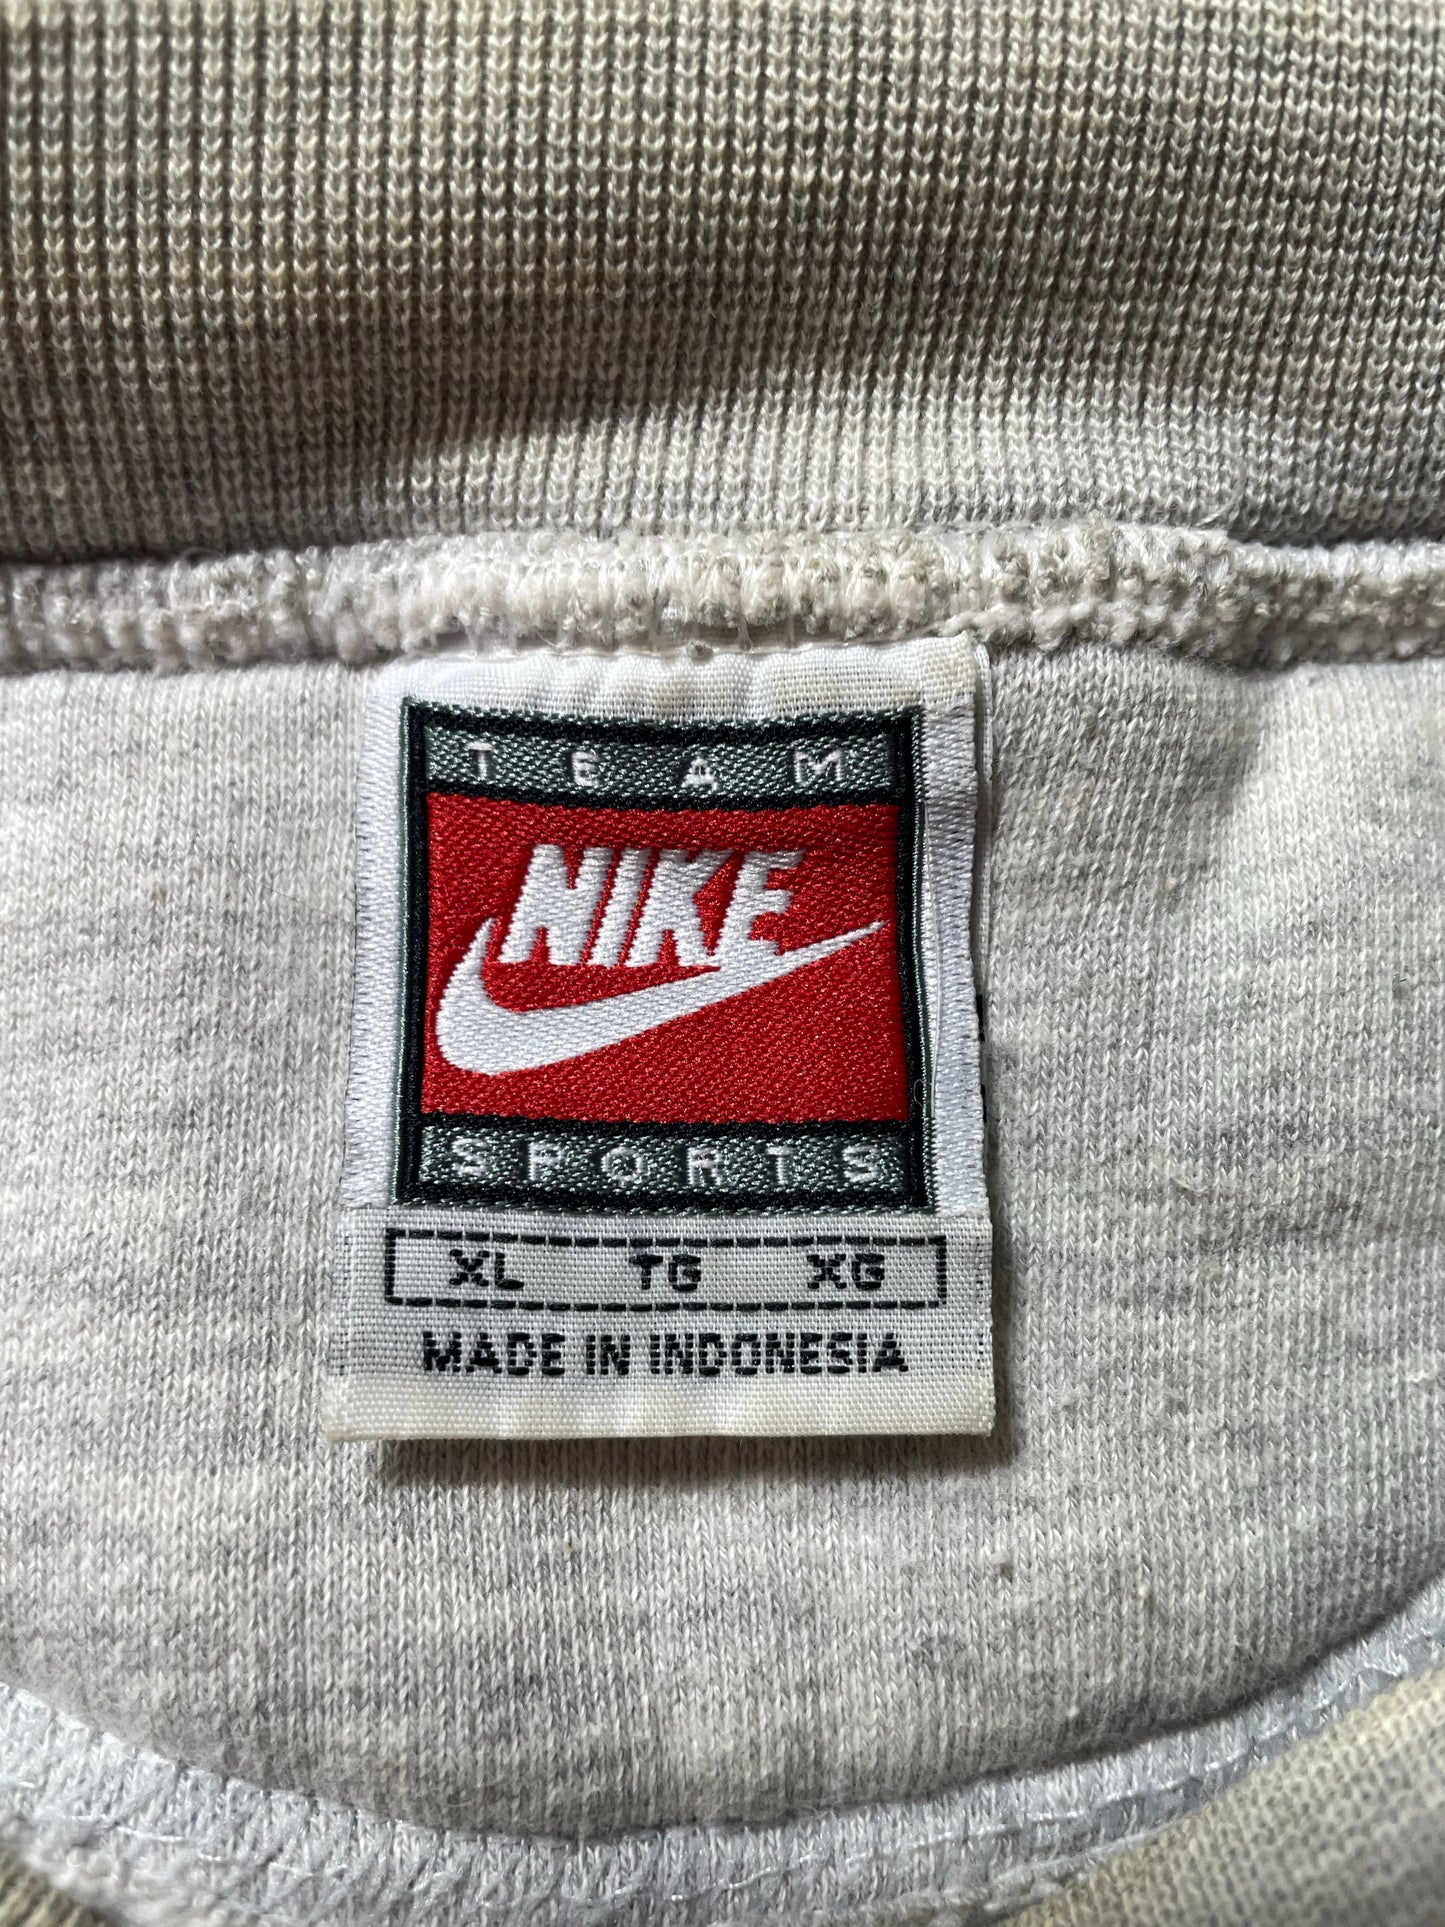 TEAM
NIKE
SPORTS
XL TG XG
MADE IN INDONESIA